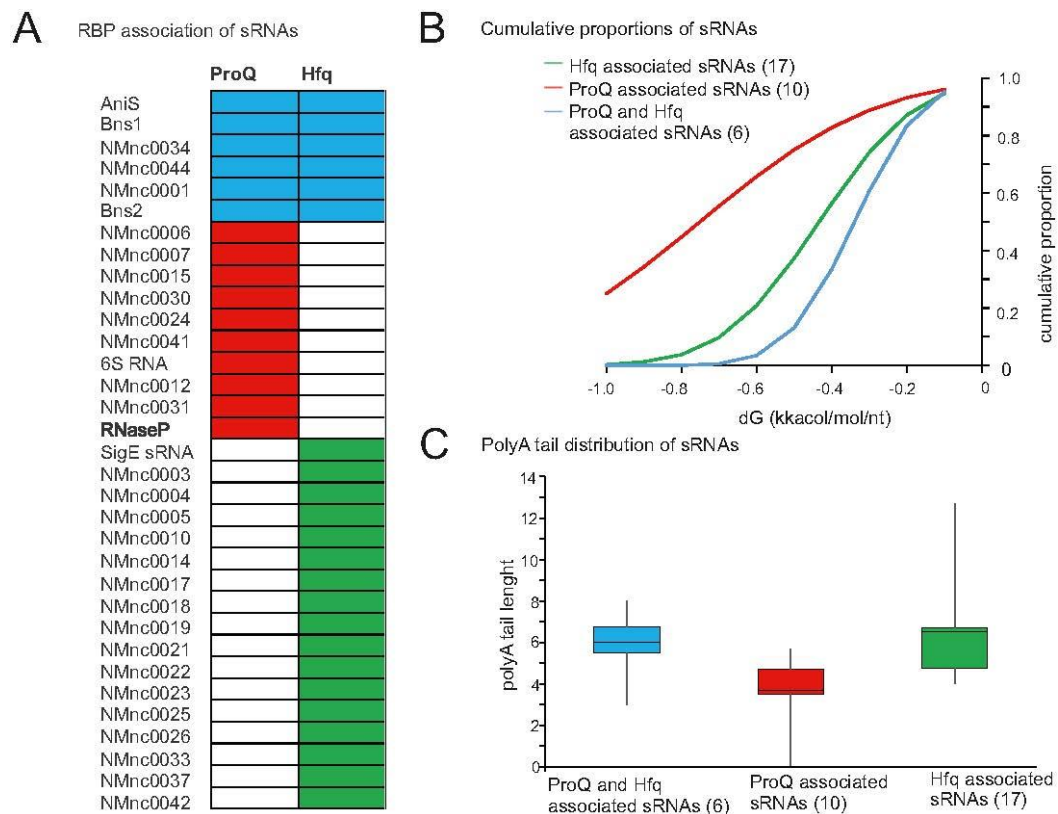 A RBP association of sRNAs
ProQ Hfq
AniS
Bns1
NMnc0034
NMnc0044
NMnc0001
Bns2
NMnc0006
NMnc0007
NMnc0015
NMnc0030
NMnc0024
NMnc0041
6S RNA
NMnc0012
NMnc0031
RNaseP
SigE sRNA
NMnc0003
NMnc0004
NMnc0005
NMnc0010
NMnc0014
NMnc0017
NMnc0018
NMnc0019
NMnc0021
NMnc0022
NMnc0023
NMnc0025
NMnc0026
NMnc0033
NMnc0037
NMnc0042
B Cumulative proportions of sRNAs
Hfq associated sRNAs (17)
ProQ associated sRNAs (10)
ProQ and Hfq
associated sRNAs (6)
1.0
0.8
0.6
0.4
0.2
0
cumulative proportion
-1.0 -0.8 -0.6 -0.4 -0.2 0
dG (kkacol/mol/nt)
C PolyA tail distribution of sRNAs
14
12
10
8
6
4
2
0
polyA tail lenght
ProQ and Hfq
associated sRNAs (6)
ProQ associated
sRNAs (10)
Hfq associated
sRNAs (17)